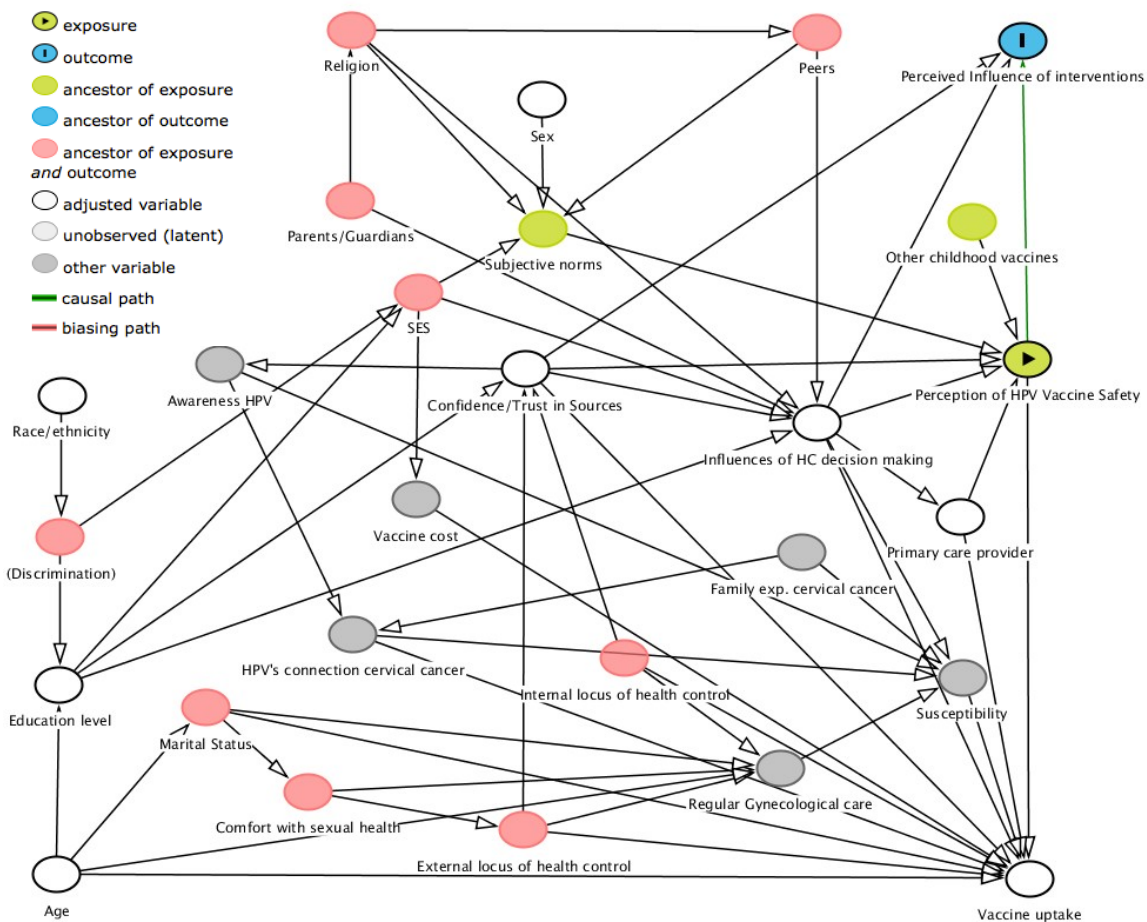 exposure
outcome
ancestor of exposure
ancestor of outcome
ancestor of exposure
and outcome
adjusted variable
unobserved (latent)
other variable
causal path
biasing path
Religion
Peers
Perceived Influence of interventions
Sex
Parents/Guardians
Subjective norms
Other childhood vaccines
SES
Awareness HPV
Confidence/Trust in Sources
Perception of HPV Vaccine Safety
Race/ethnicity
Influences of HC decision making
Vaccine cost
Primary care provider
(Discrimination)
Family exp. cervical cancer
HPV's connection cervical cancer
Internal locus of health control
Susceptibility
Education level
Marital Status
Regular Gynecological care
Comfort with sexual health
External locus of health control
Age
Vaccine uptake